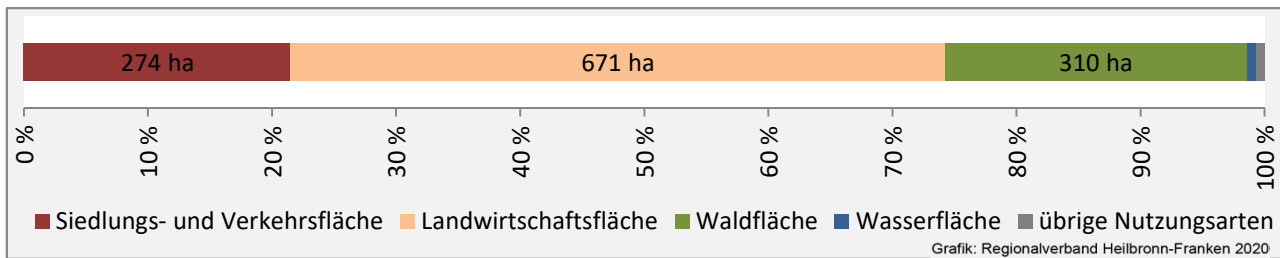 274 ha 671 ha 310 ha
0 % 10 % 20 % 30 % 40 % 50 % 60 % 70 % 80 % 90 % 100 %
Siedlungs- und Verkehrsfläche Landwirtschaftsfläche Waldfläche Wasserfläche übrige Nutzungsarten
Grafik: Regionalverband Heilbronn-Franken 2020